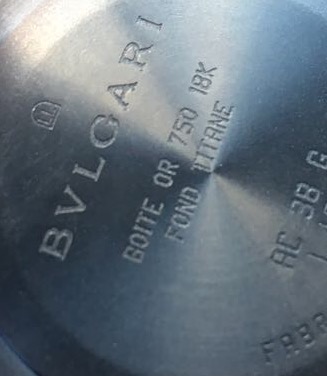 BVLGARI
BOITE OR 750 18K
FOND TITANE
AC 38 G
L